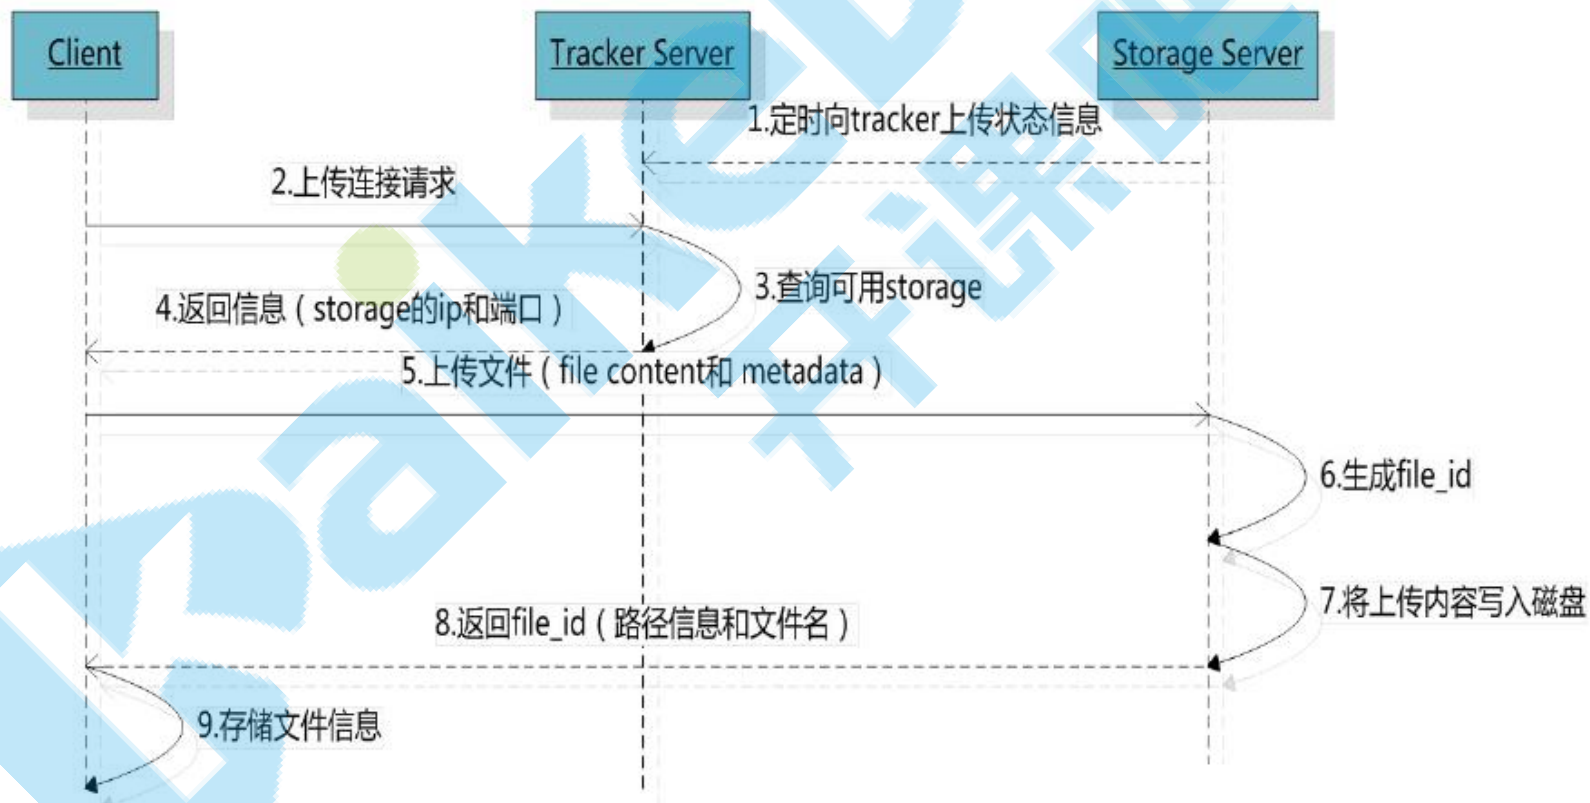 Client
Tracker Server
Storage Server
1.定时向tracker上传状态信息
2.上传连接请求
3.查询可用storage
4.返回信息（storage的ip和端口）
5.上传文件（file content和 metadata）
6.生成file_id
7.将上传内容写入磁盘
8.返回file_id（路径信息和文件名）
9.存储文件信息
开课吧